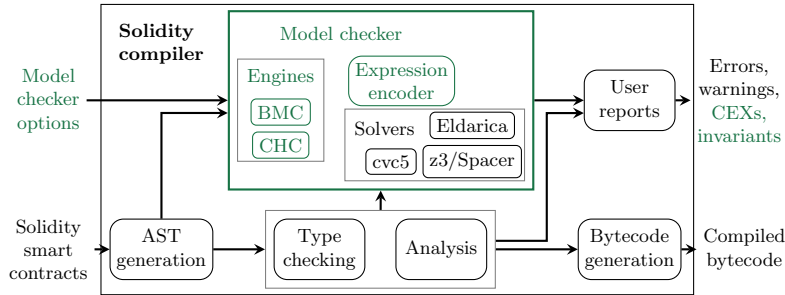 Solidity
compiler
Model checker
Engines
BMC
CHC
Expression
encoder
Solvers
Eldarica
cvc5
z3/Spacer
Model
checker
options
User
reports
Errors,
warnings,
CEXs,
invariants
Solidity
smart
contracts
AST
generation
Type
checking
Analysis
Bytecode
generation
Compiled
bytecode